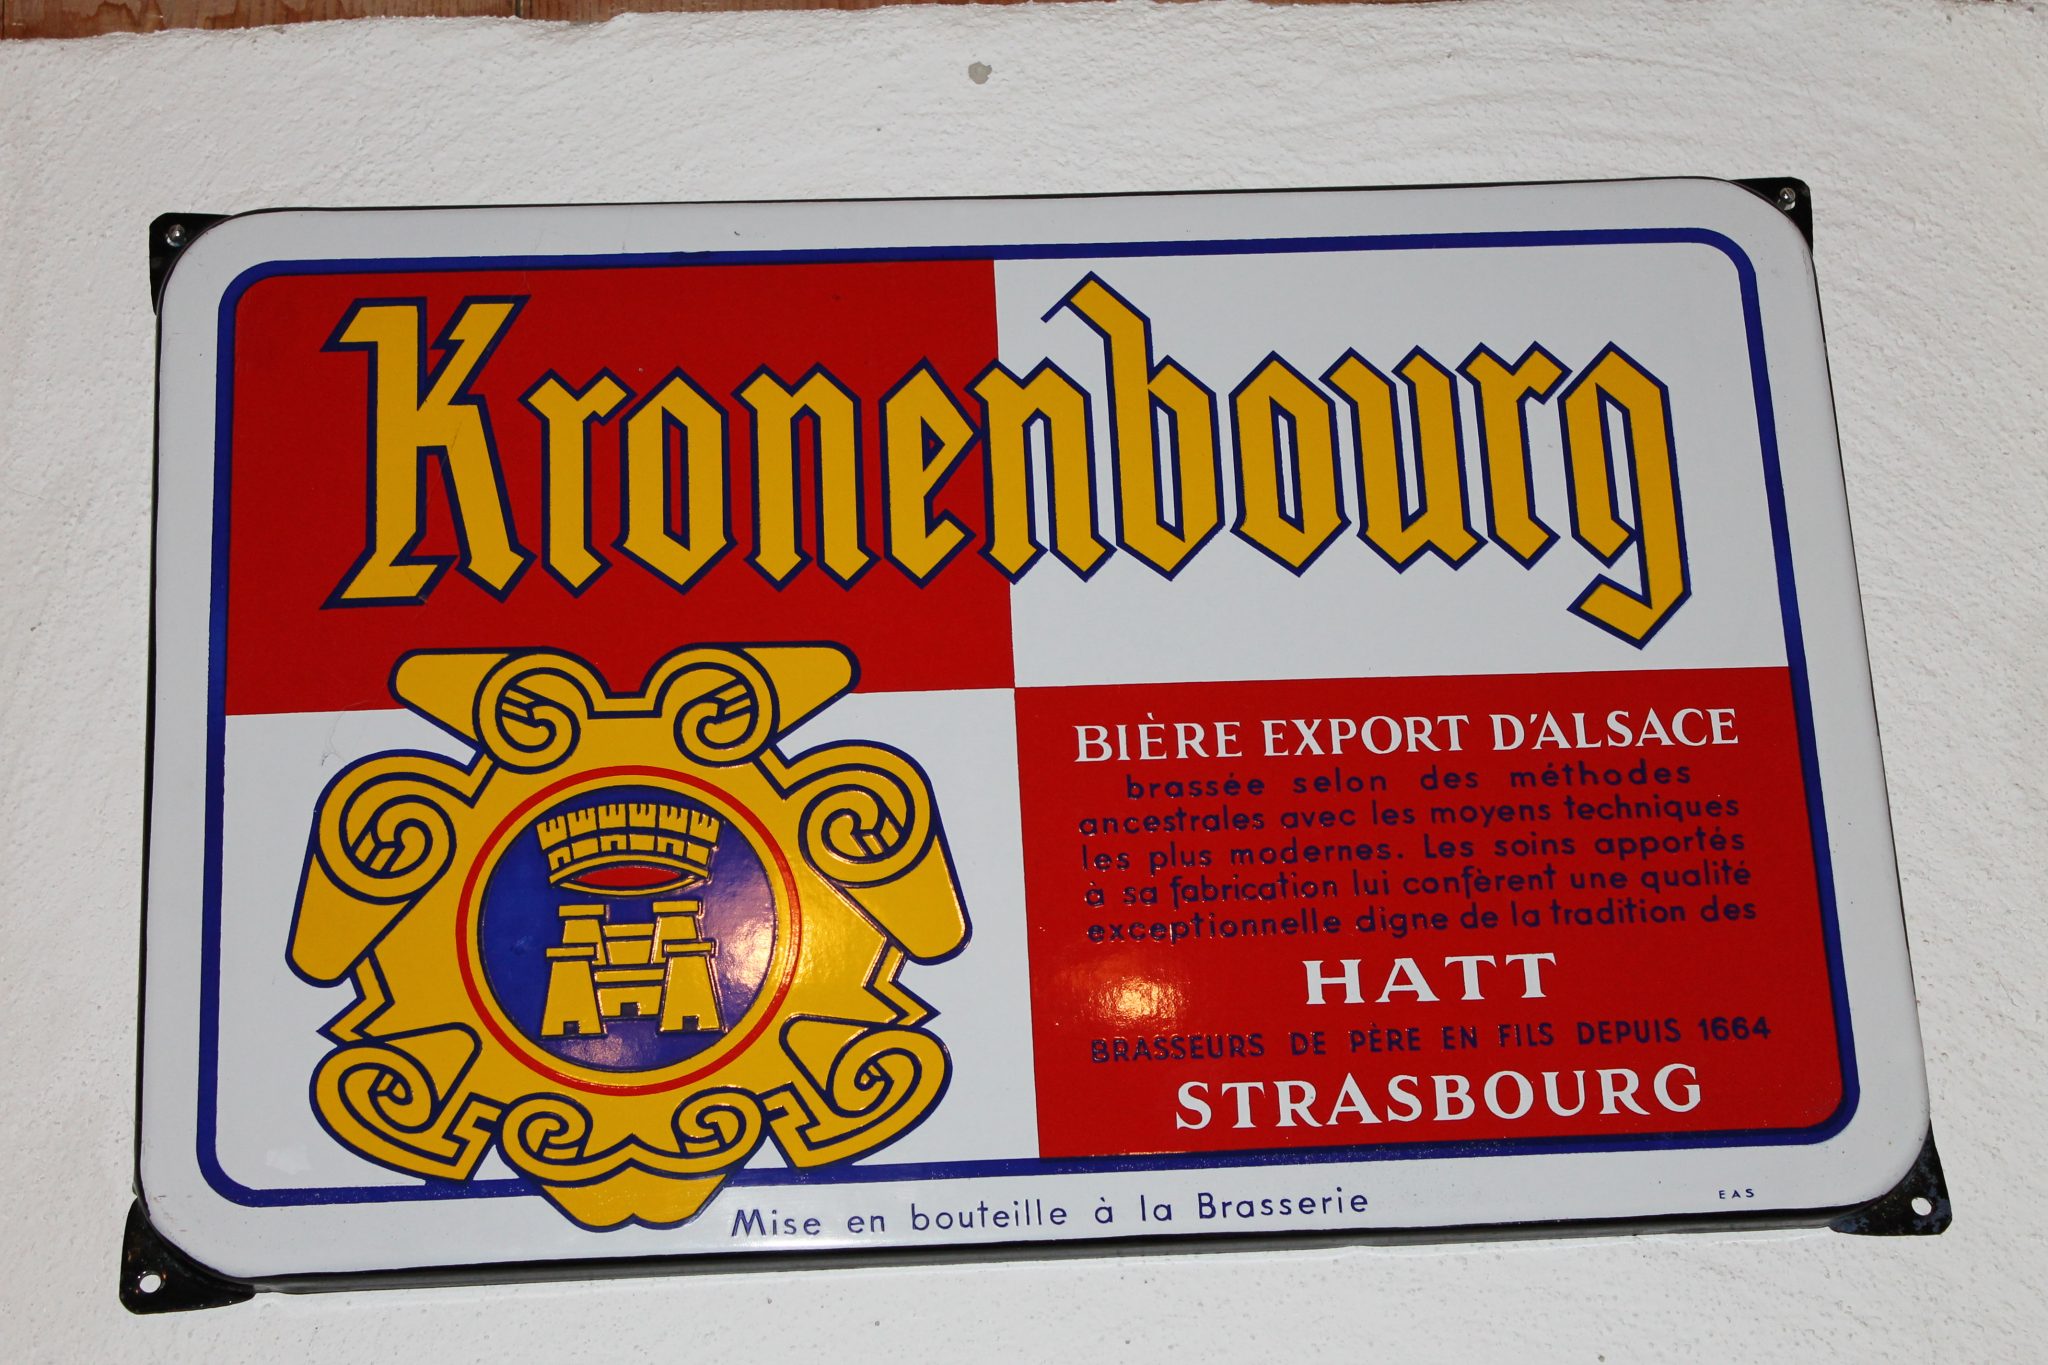 Kronenbourg
BIÈRE EXPORT D'ALSACE
brassée selon des méthodes
ancestrales avec les moyens techniques
les plus modernes. Les soins apportés
à sa fabrication lui confèrent une qualité
exceptionnelle digne de la tradition des
HATT
BRASSEURS DE PÈRE EN FILS DEPUIS 1664
STRASBOURG
Mise en bouteille à la Brasserie
EAS